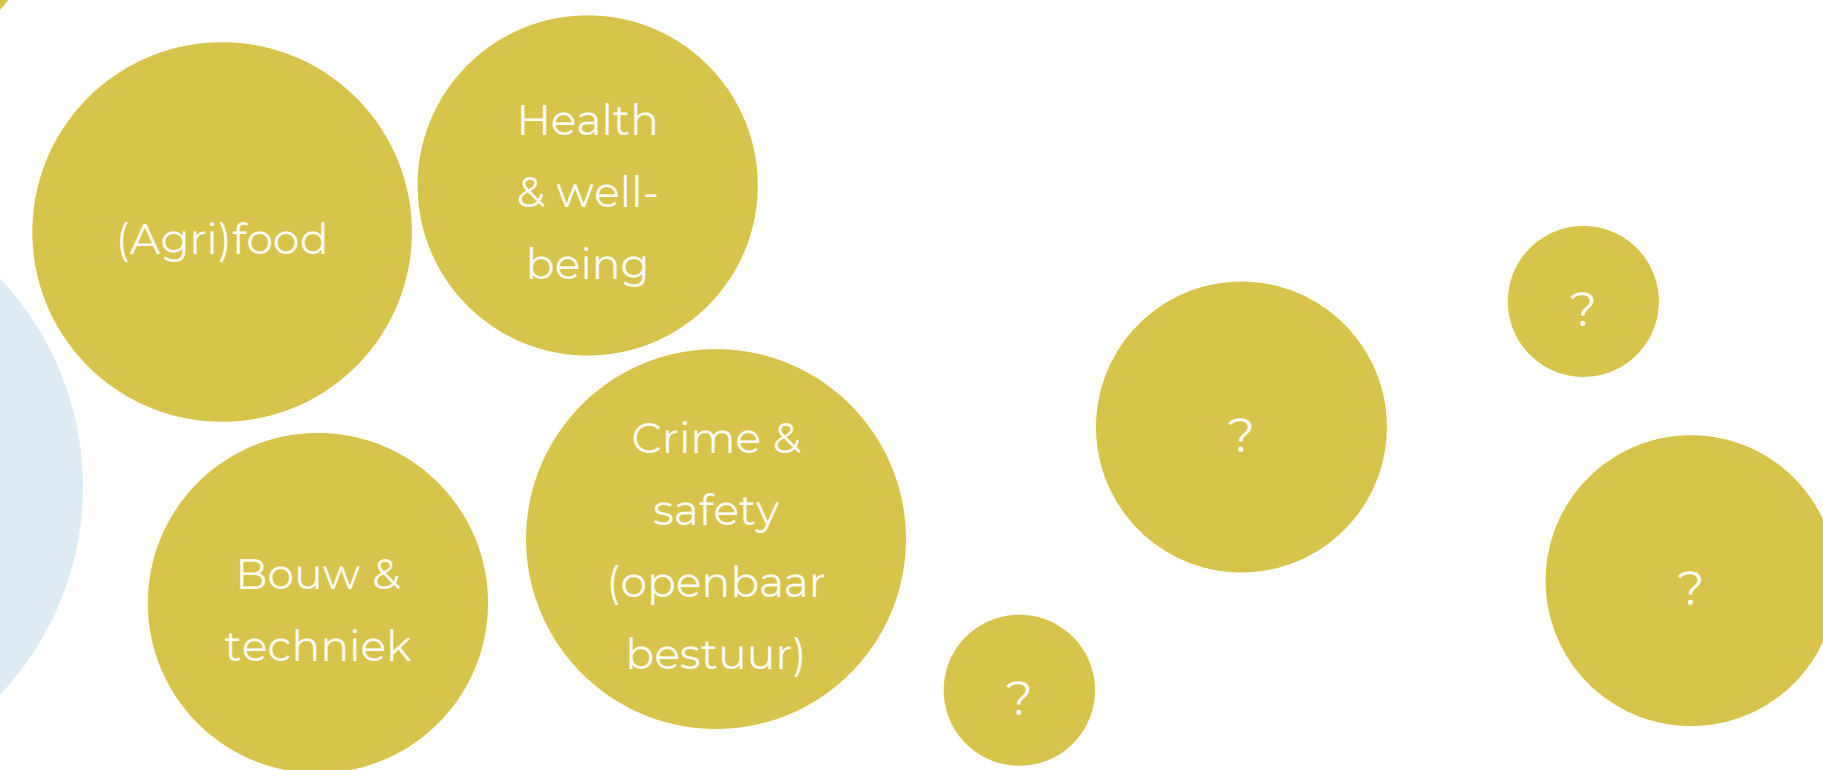 (Agri)food
Health
& well-
being
Bouw &
techniek
Crime &
safety
(openbaar
bestuur)
?
?
?
?